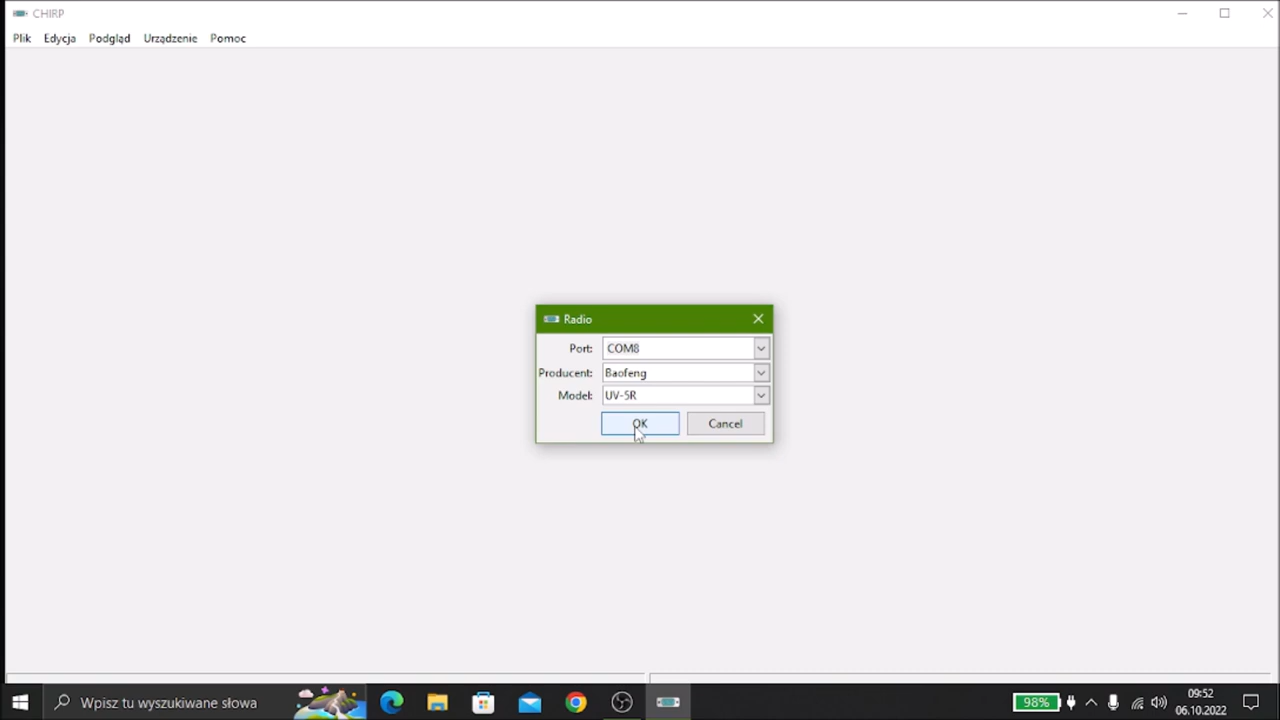 CHIRP
Plik Edycja Podgląd Urządzenie Pomoc
Radio
Port: COM8
Producent: Baofeng
Model: UV-5R
OK Cancel
Wpisz tu wyszukiwane słowa
98%
09:52
06.10.2022